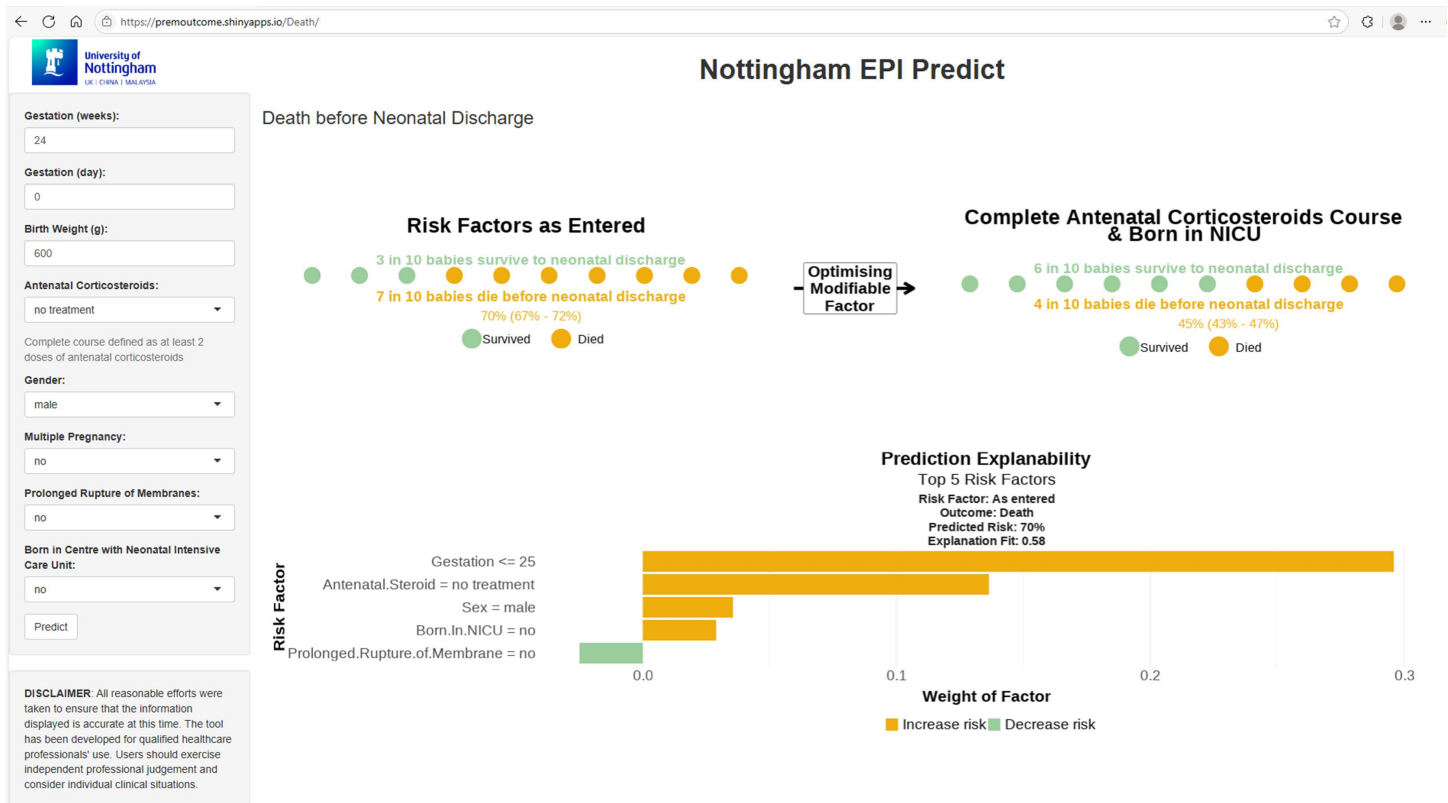 https://premoutcome.shinyapps.io/Death/
University of
Nottingham
UK | CHINA | MALAYSIA
Nottingham EPI Predict
Gestation (weeks):
24
Gestation (day):
0
Birth Weight (g):
600
Antenatal Corticosteroids:
no treatment
Complete course defined as at least 2
doses of antenatal corticosteroids
Gender:
male
Multiple Pregnancy:
no
Prolonged Rupture of Membranes:
no
Born in Centre with Neonatal Intensive
Care Unit:
no
Predict
DISCLAIMER: All reasonable efforts were
taken to ensure that the information
displayed is accurate at this time. The tool
has been developed for qualified healthcare
professionals' use. Users should exercise
independent professional judgement and
consider individual clinical situations.
Death before Neonatal Discharge
Risk Factors as Entered
3 in 10 babies survive to neonatal discharge
7 in 10 babies die before neonatal discharge
70% (67% - 72%)
Survived Died
Optimising
Modifiable
Factor
Complete Antenatal Corticosteroids Course
& Born in NICU
6 in 10 babies survive to neonatal discharge
4 in 10 babies die before neonatal discharge
45% (43% - 47%)
Survived Died
Prediction Explanability
Top 5 Risk Factors
Risk Factor: As entered
Outcome: Death
Predicted Risk: 70%
Explanation Fit: 0.58
Risk Factor
Gestation <= 25
Antenatal.Steroid = no treatment
Sex = male
Born.In.NICU = no
Prolonged.Rupture.of.Membrane = no
0.0 0.1 0.2 0.3
Weight of Factor
Increase risk Decrease risk